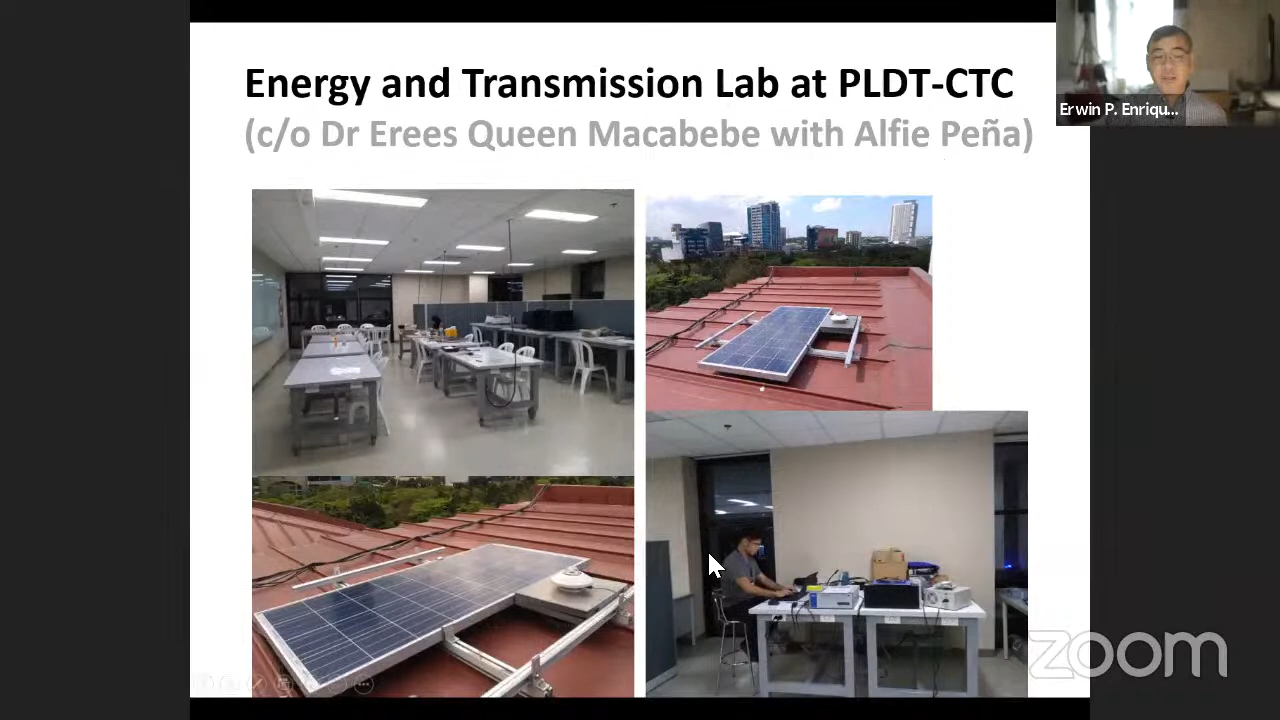 Energy and Transmission Lab at PLDT-CTC
(c/o Dr Erees Queen Macabebe with Alfie Peña)
Erwin P. Enriqu...
zoom